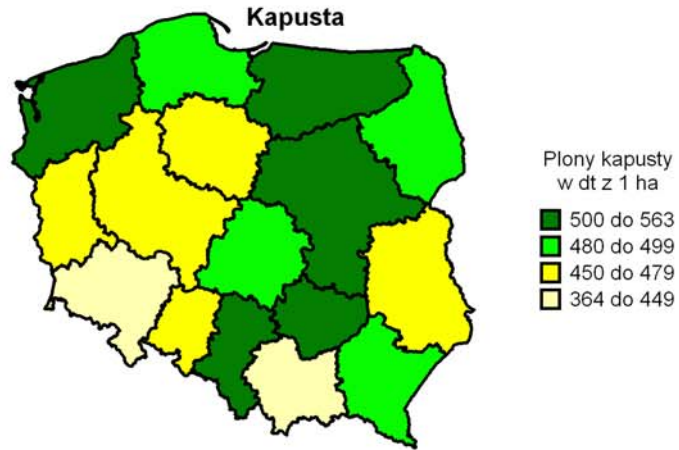 Kapusta
Plony kapusty
w dt z 1 ha
500 do 563
480 do 499
450 do 479
364 do 449